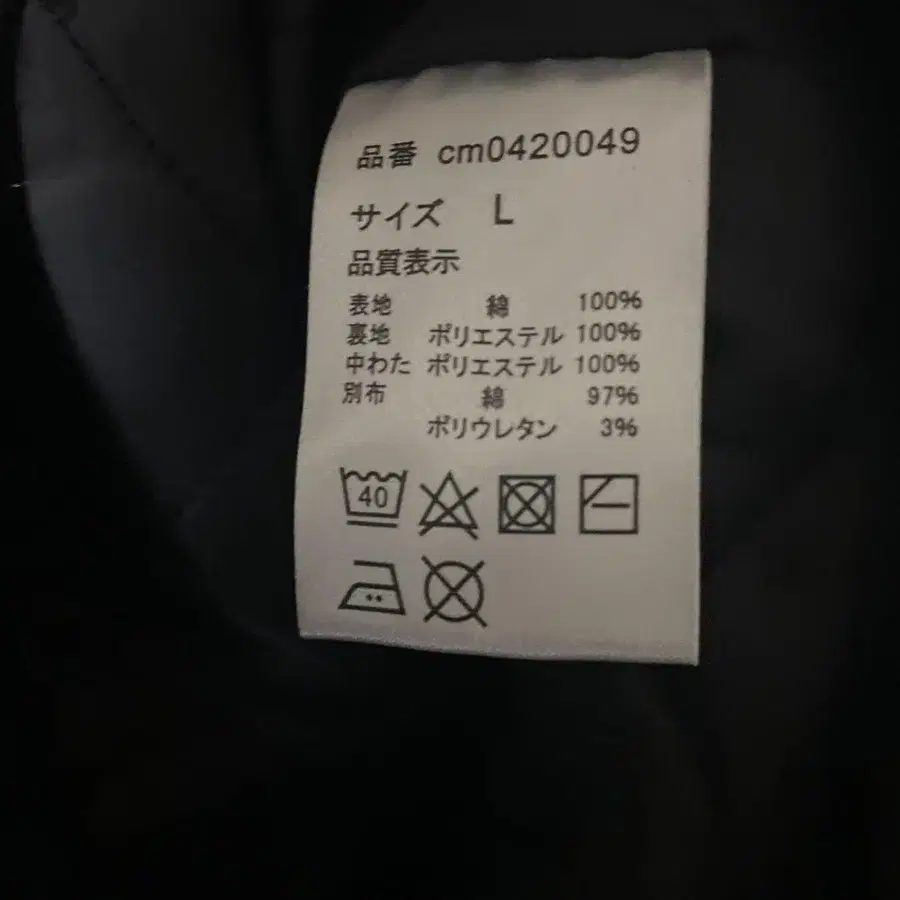 品番 cm0420049
サイズ L
品質表示
表地 綿 100%
裏地 ポリエステル 100%
中わた ポリエステル 100%
別布 綿 97%
ポリウレタン 3%
40